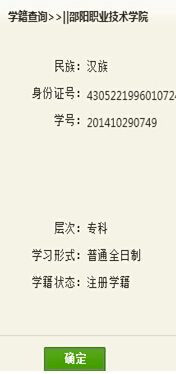 学籍查询>>||邵阳职业技术学院
民族：汉族
身份证号：430522199601072
学号：201410290749
层次：专科
学习形式：普通全日制
学籍状态：注册学籍
确定